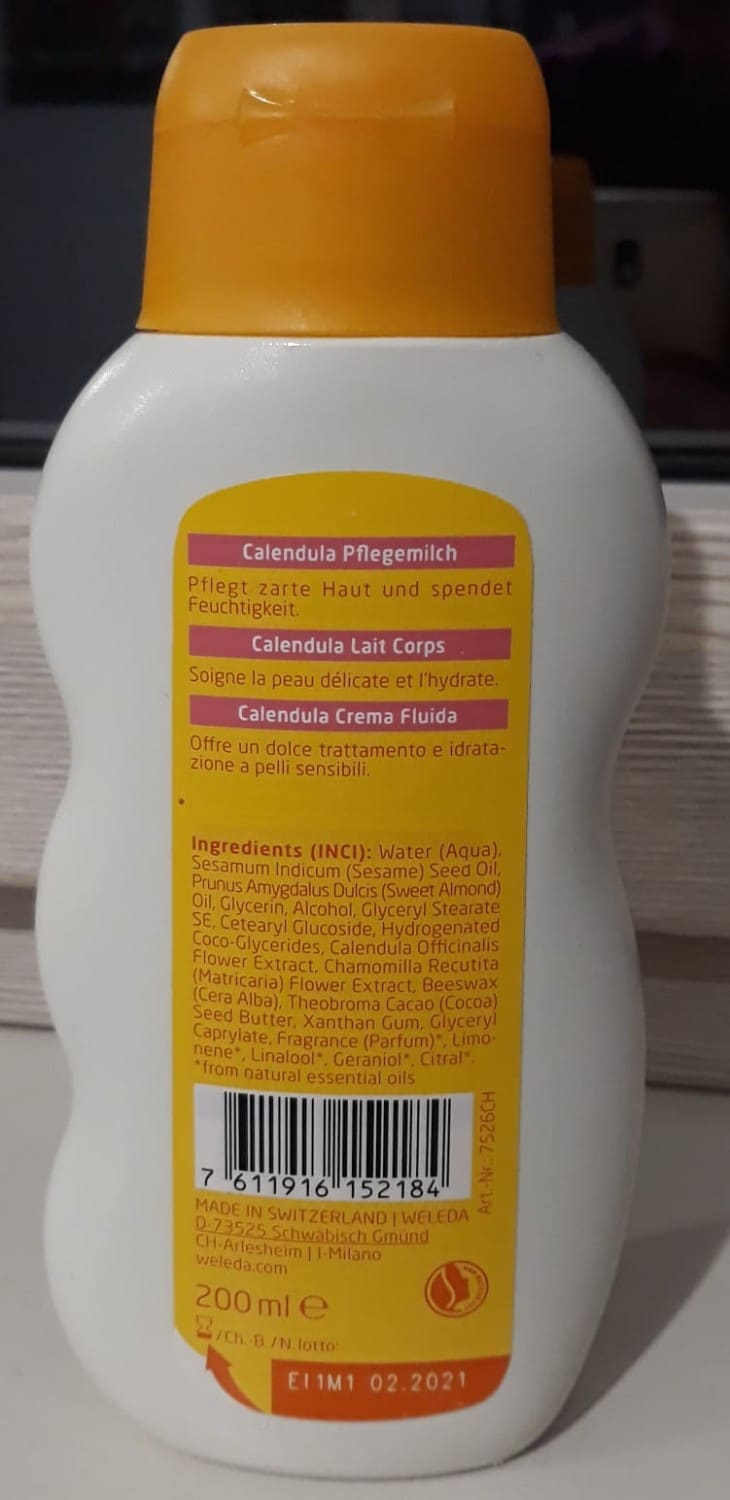 Calendula Pflegemilch
Pflegt zarte Haut und spendet
Feuchtigkeit.
Calendula Lait Corps
Soigne la peau délicate et l'hydrate.
Calendula Crema Fluida
Offre un dolce trattamento e idrata-
zione a pelli sensibili.
Ingredients (INCI): Water (Aqua),
Sesamum Indicum (Sesame) Seed Oil,
Prunus Amygdalus Dulcis (Sweet Almond)
Oil, Glycerin, Alcohol, Glyceryl Stearate
SE, Cetearyl Glucoside, Hydrogenated
Coco-Glycerides, Calendula Officinalis
Flower Extract, Chamomilla Recutita
(Matricaria) Flower Extract, Beeswax
(Cera Alba), Theobroma Cacao (Cocoa)
Seed Butter, Xanthan Gum, Glyceryl
Caprylate, Fragrance (Parfum)*, Limo-
nene*, Linalool*, Geraniol*, Citral*.
*from natural essential oils
7 611916 152184
Art.-Nr.: 7526CH
MADE IN SWITZERLAND | WELEDA
D-73525 Schwäbisch Gmünd
CH-Arlesheim | I-Milano
weleda.com
200 ml e
/Ch.-B./N. lotto:
EI1M1 02.2021